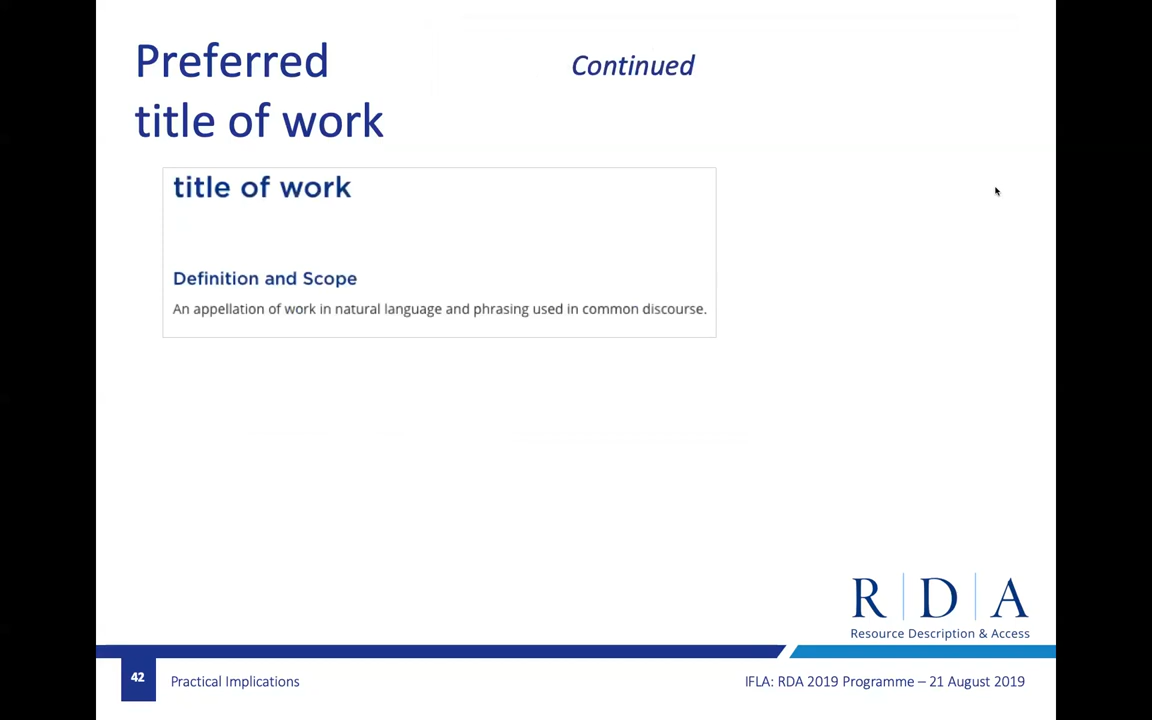 Preferred
title of work
Continued
title of work
Definition and Scope
An appellation of work in natural language and phrasing used in common discourse.
R D A
Resource Description & Access
42
Practical Implications
IFLA: RDA 2019 Programme – 21 August 2019